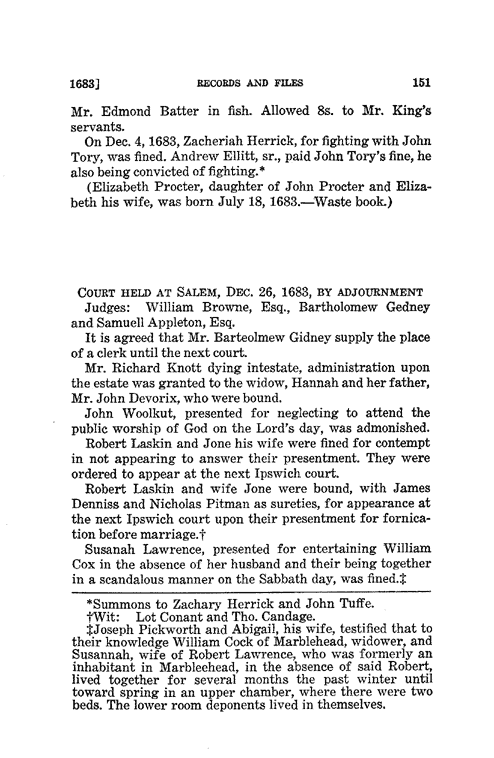 1683] RECORDS AND FILES 151
Mr. Edmond Batter in fish. Allowed 8s. to Mr. King's
servants.
On Dec. 4, 1683, Zacheriah Herrick, for fighting with John
Tory, was fined. Andrew Ellitt, sr., paid John Tory's fine, he
also being convicted of fighting.*
(Elizabeth Procter, daughter of John Procter and Eliza-
beth his wife, was born July 18, 1683.—Waste book.)
COURT HELD AT SALEM, DEC. 26, 1683, BY ADJOURNMENT
Judges: William Browne, Esq., Bartholomew Gedney
and Samuell Appleton, Esq.
It is agreed that Mr. Barteolmew Gidney supply the place
of a clerk until the next court.
Mr. Richard Knott dying intestate, administration upon
the estate was granted to the widow, Hannah and her father,
Mr. John Devorix, who were bound.
John Woolkut, presented for neglecting to attend the
public worship of God on the Lord's day, was admonished.
Robert Laskin and Jone his wife were fined for contempt
in not appearing to answer their presentment. They were
ordered to appear at the next Ipswich court.
Robert Laskin and wife Jone were bound, with James
Denniss and Nicholas Pitman as sureties, for appearance at
the next Ipswich court upon their presentment for fornica-
tion before marriage.†
Susanah Lawrence, presented for entertaining William
Cox in the absence of her husband and their being together
in a scandalous manner on the Sabbath day, was fined.‡
*Summons to Zachary Herrick and John Tuffe.
†Wit: Lot Conant and Tho. Candage.
‡Joseph Pickworth and Abigail, his wife, testified that to
their knowledge William Cock of Marblehead, widower, and
Susannah, wife of Robert Lawrence, who was formerly an
inhabitant in Marbleehead, in the absence of said Robert,
lived together for several months the past winter until
toward spring in an upper chamber, where there were two
beds. The lower room deponents lived in themselves.